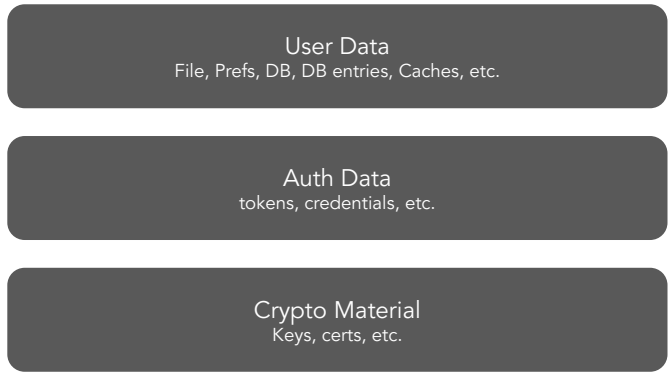 User Data
File, Prefs, DB, DB entries, Caches, etc.
Auth Data
tokens, credentials, etc.
Crypto Material
Keys, certs, etc.